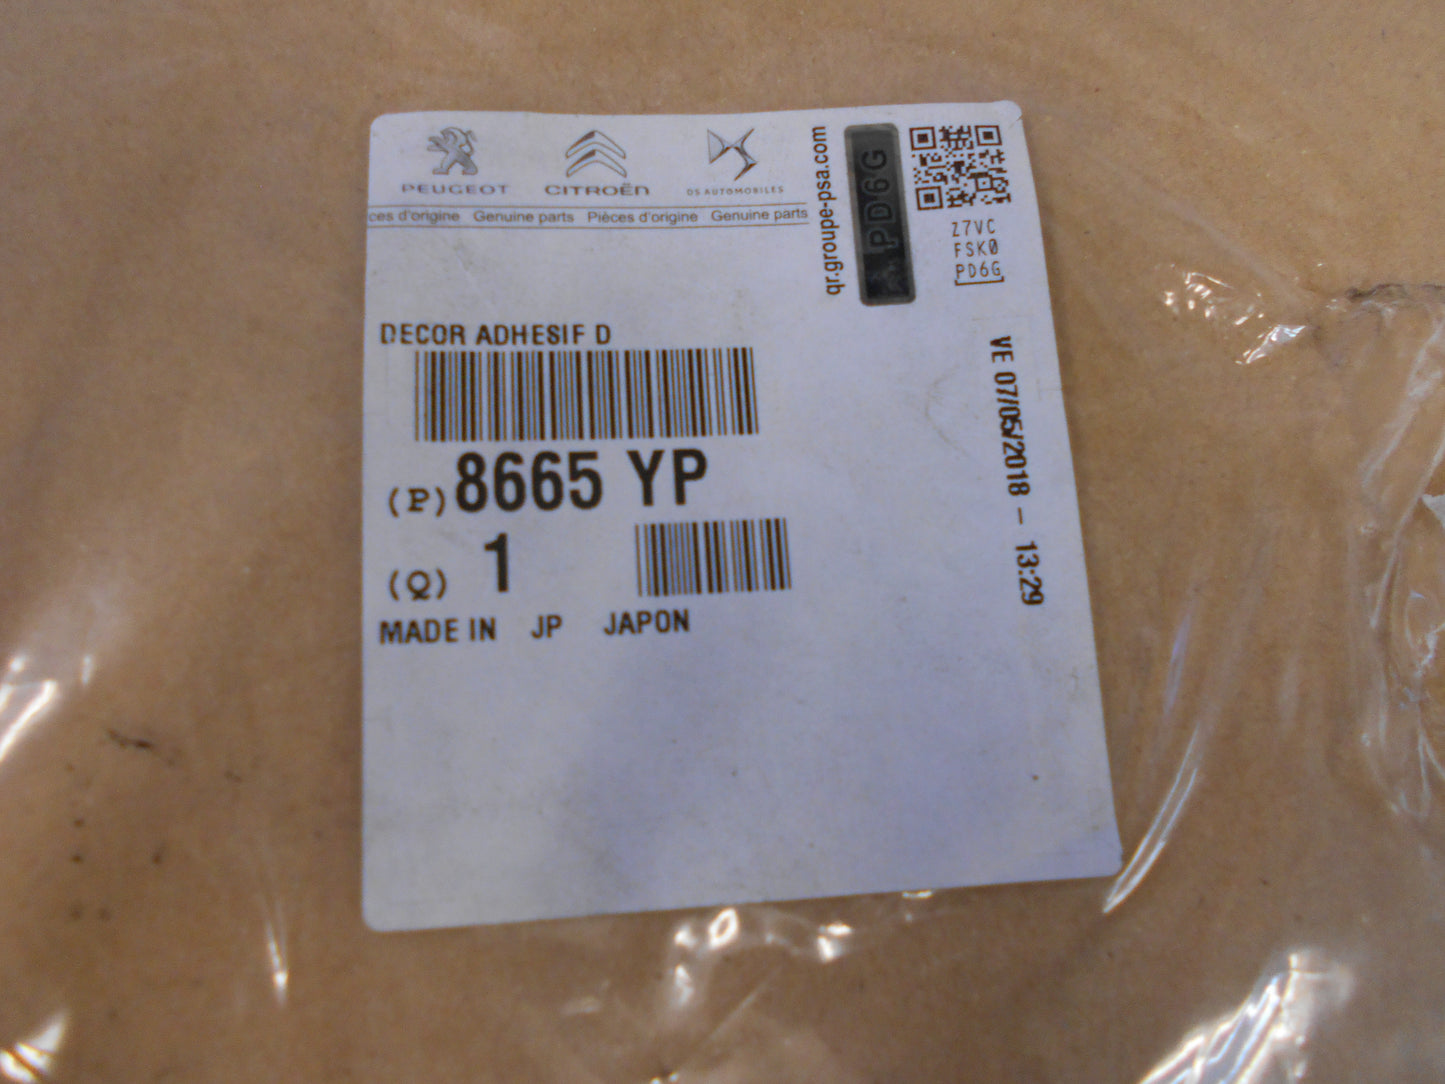 PEUGEOT CITROËN DS AUTOMOBILES
ces d'origine Genuine parts Pièces d'origine Genuine parts
qr.groupe-psa.com
PD6G
Z7VC
FSK0
PD6G
DECOR ADHESIF D
(P) 8665 YP
(Q) 1
MADE IN JP JAPON
VE 07/05/2018 - 13:29